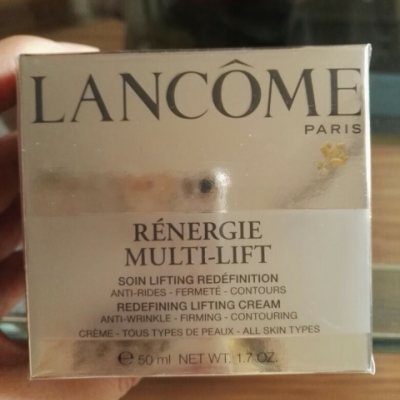 LANCÔME
PARIS
RÉNERGIE
MULTI-LIFT
SOIN LIFTING REDÉFINITION
ANTI-RIDES - FERMETÉ - CONTOURS
REDEFINING LIFTING CREAM
ANTI-WRINKLE - FIRMING - CONTOURING
CRÈME - TOUS TYPES DE PEAUX - ALL SKIN TYPES
℮ 50 ml NET WT. 1.7 OZ.